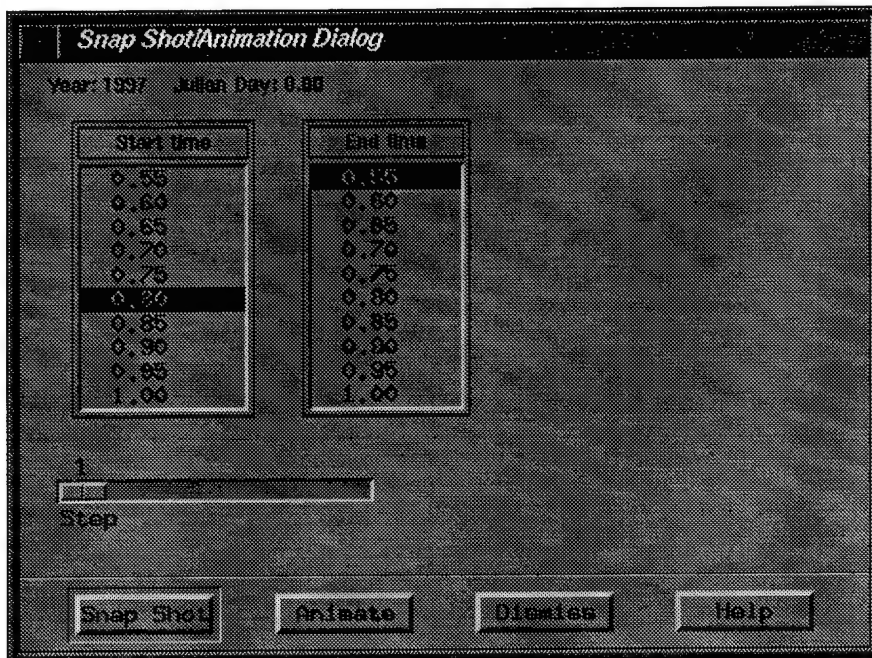 Snap Shot/Animation Dialog
Year: 1997 Julian Day: 0.80
Start time
0.55
0.60
0.65
0.70
0.75
0.80
0.85
0.90
0.95
1.00
End time
0.55
0.60
0.65
0.70
0.75
0.80
0.85
0.90
0.95
1.00
1
Step
Snap Shot
Animate
Dismiss
Help